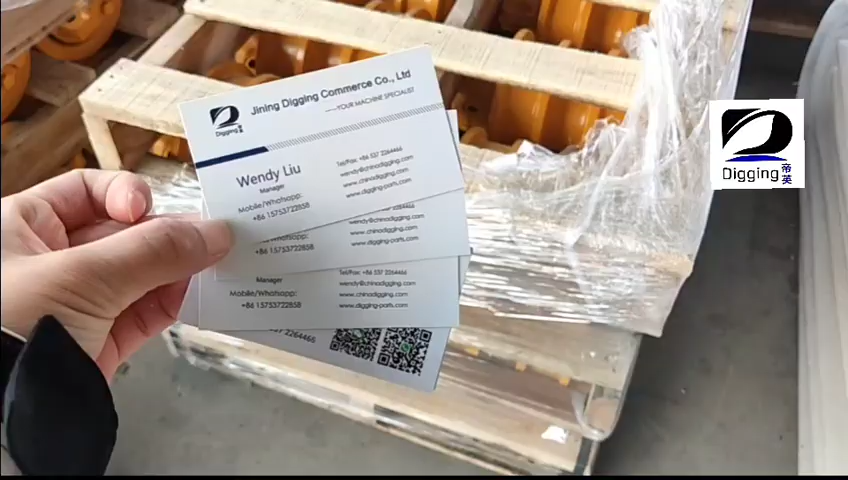 Jining Digging Commerce Co., Ltd
——YOUR MACHINE SPECIALIST
Digging
Wendy Liu
Manager
Mobile/Whatsapp:
+86 15753722858
Tel/Fax: +86 537 2264466
wendy@chinadigging.com
www.chinadigging.com
www.digging-parts.com
+86 15753722858
wendy@chinadigging.com
www.chinadigging.com
www.digging-parts.com
Manager
Mobile/Whatsapp:
+86 15753722858
Tel/Fax: +86 537 2264466
wendy@chinadigging.com
www.chinadigging.com
www.digging-parts.com
537 2264466
Digging 帝英